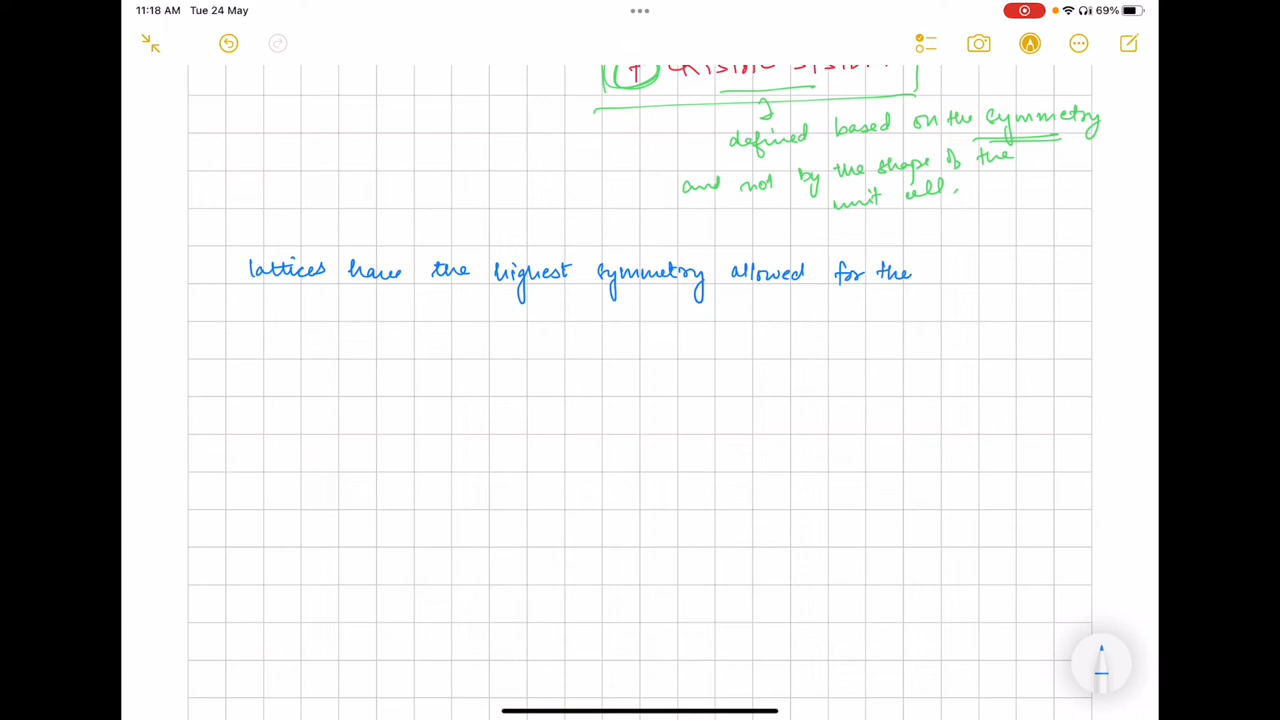 11:18 AM Tue 24 May
69%
defined based on the symmetry
and not by the shape of the
unit cell.
lattices have the highest symmetry allowed for the